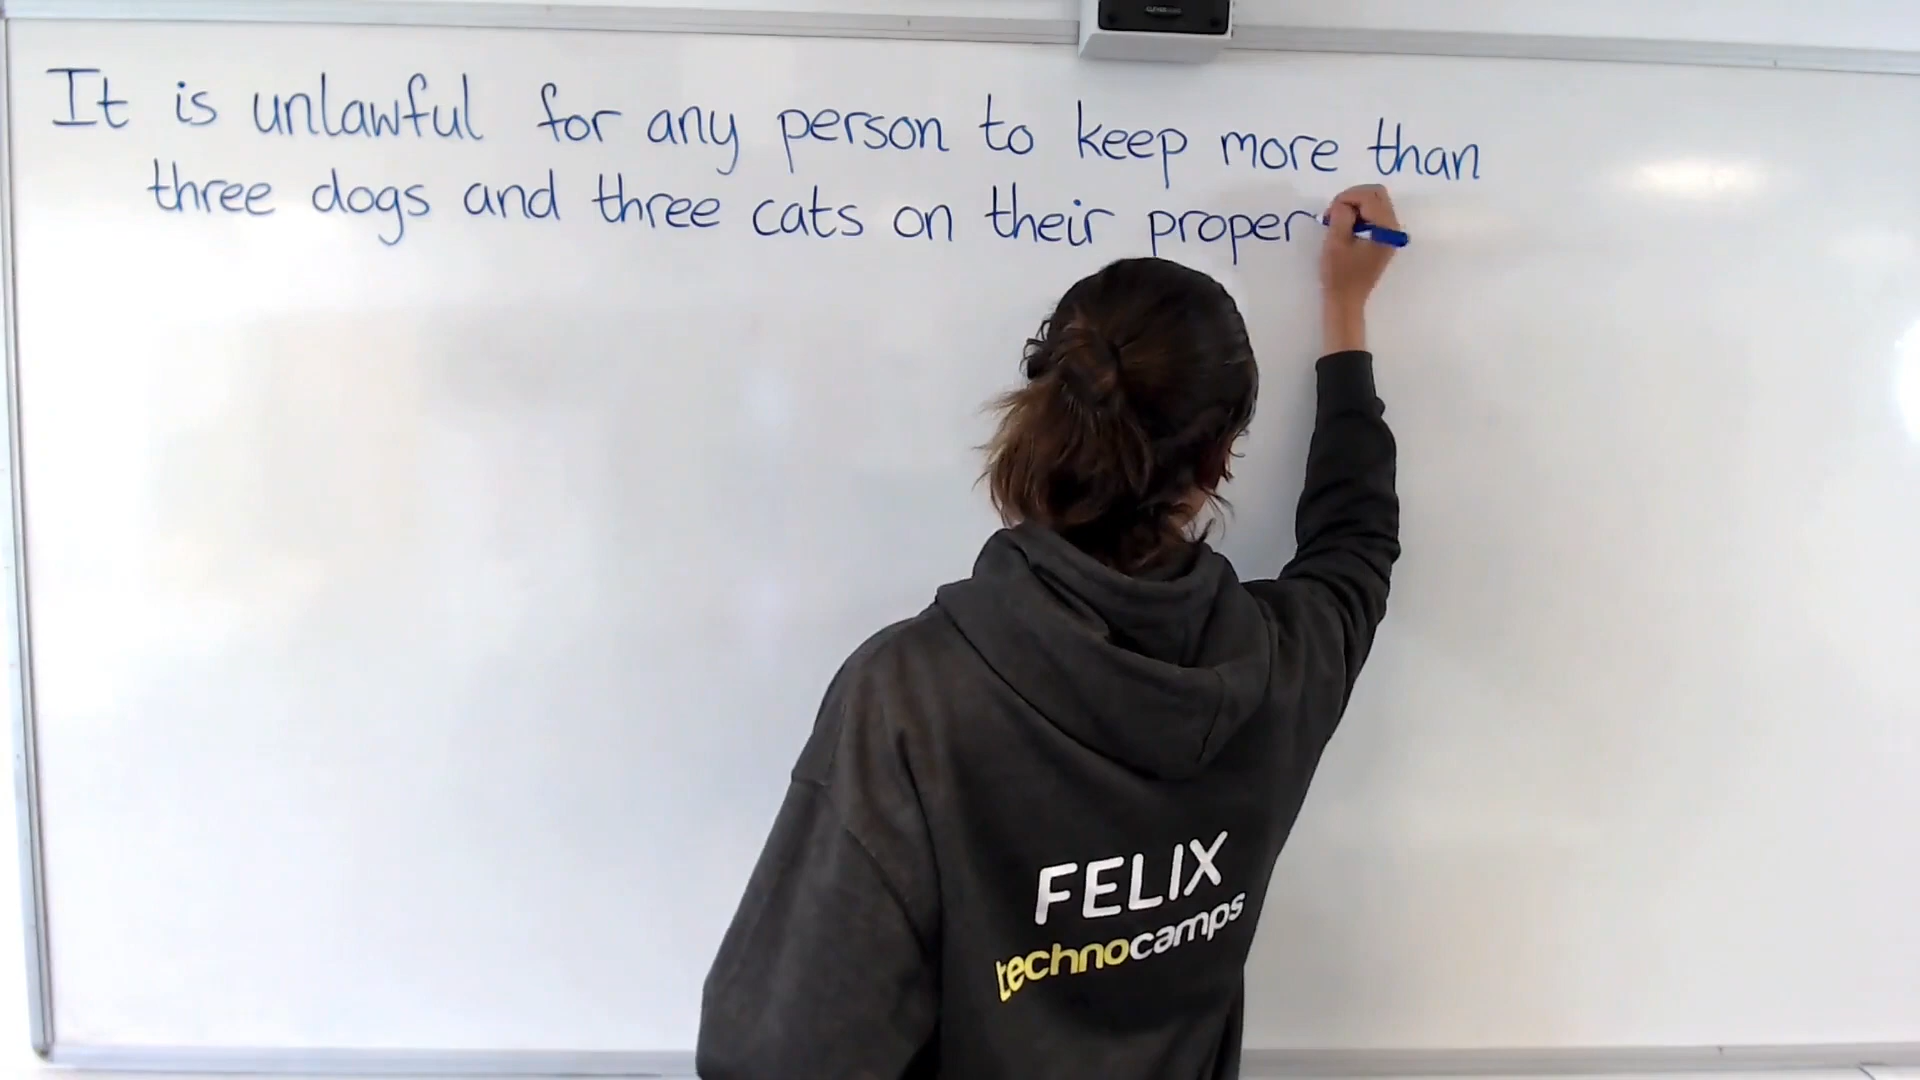 It is unlawful for any person to keep more than
three dogs and three cats on their proper
FELIX
technocamps